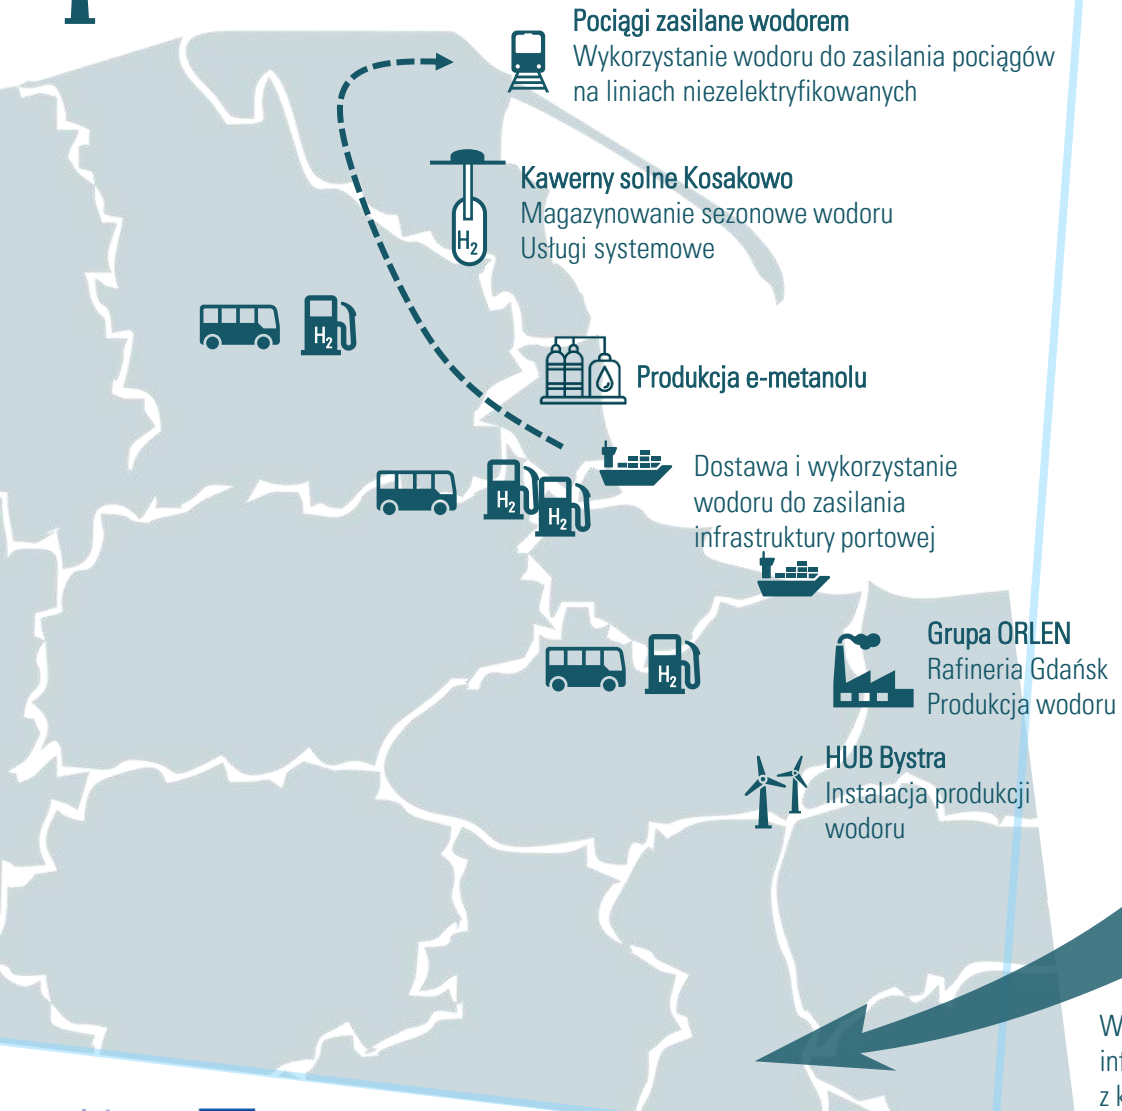 Pociągi zasilane wodorem
Wykorzystanie wodoru do zasilania pociągów
na liniach niezelektryfikowanych
Kawerny solne Kosakowo
Magazynowanie sezonowe wodoru
Usługi systemowe
H₂
H₂
Produkcja e-metanolu
Dostawa i wykorzystanie
wodoru do zasilania
infrastruktury portowej
H₂
H₂
Grupa ORLEN
Rafineria Gdańsk
Produkcja wodoru
H₂
HUB Bystra
Instalacja produkcji
wodoru
z